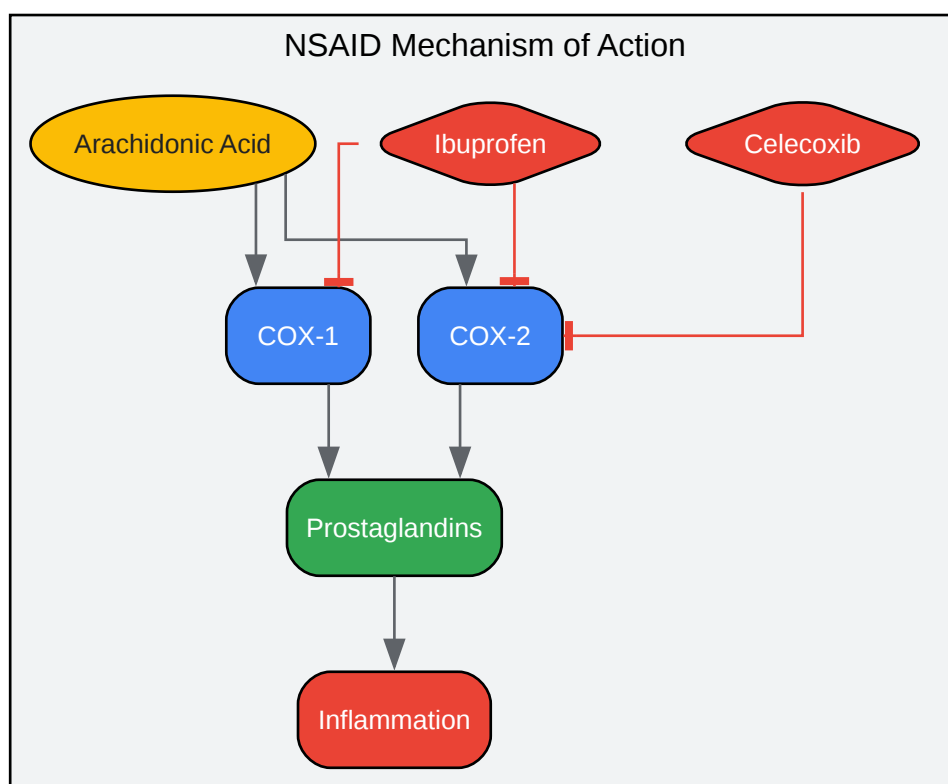 NSAID Mechanism of Action
Arachidonic Acid
Ibuprofen
Celecoxib
COX-1
COX-2
Prostaglandins
Inflammation